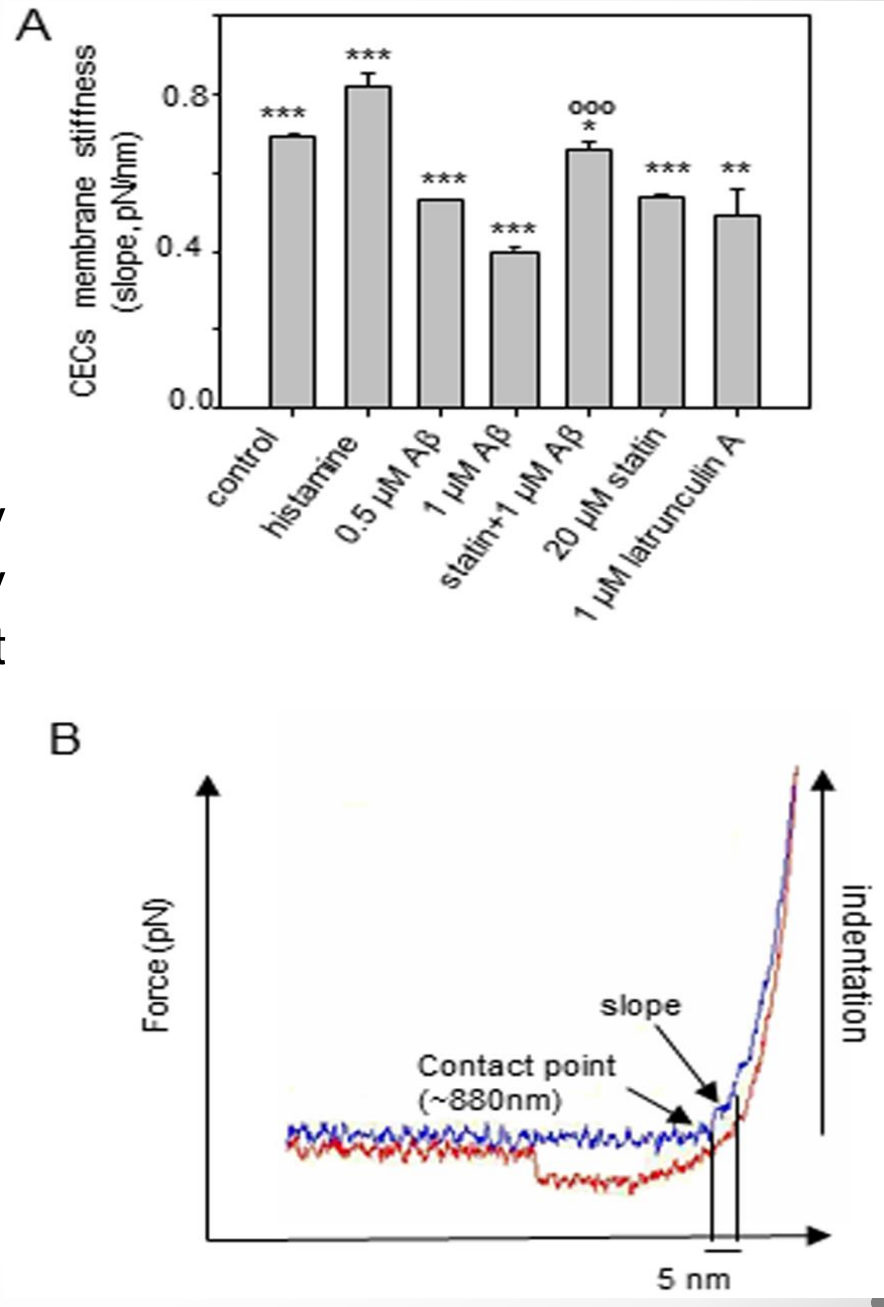 A
CECs membrane stiffness
(slope, pN/nm)
0.8
0.4
0.0
***
***
***
***
ooo
*
***
**
control
histamine
0.5 µM Aβ
1 µM Aβ
statin+1 µM Aβ
20 µM statin
1 µM latrunculin A
y
y
t
B
Force (pN)
indentation
slope
Contact point
(~880nm)
5 nm